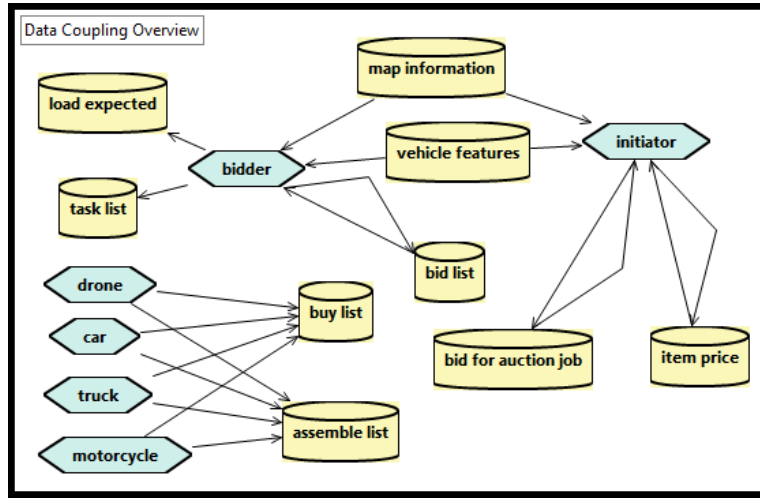 Data Coupling Overview
map information
load expected
initiator
vehicle features
bidder
task list
bid list
drone
buy list
car
bid for auction job
item price
truck
assemble list
motorcycle